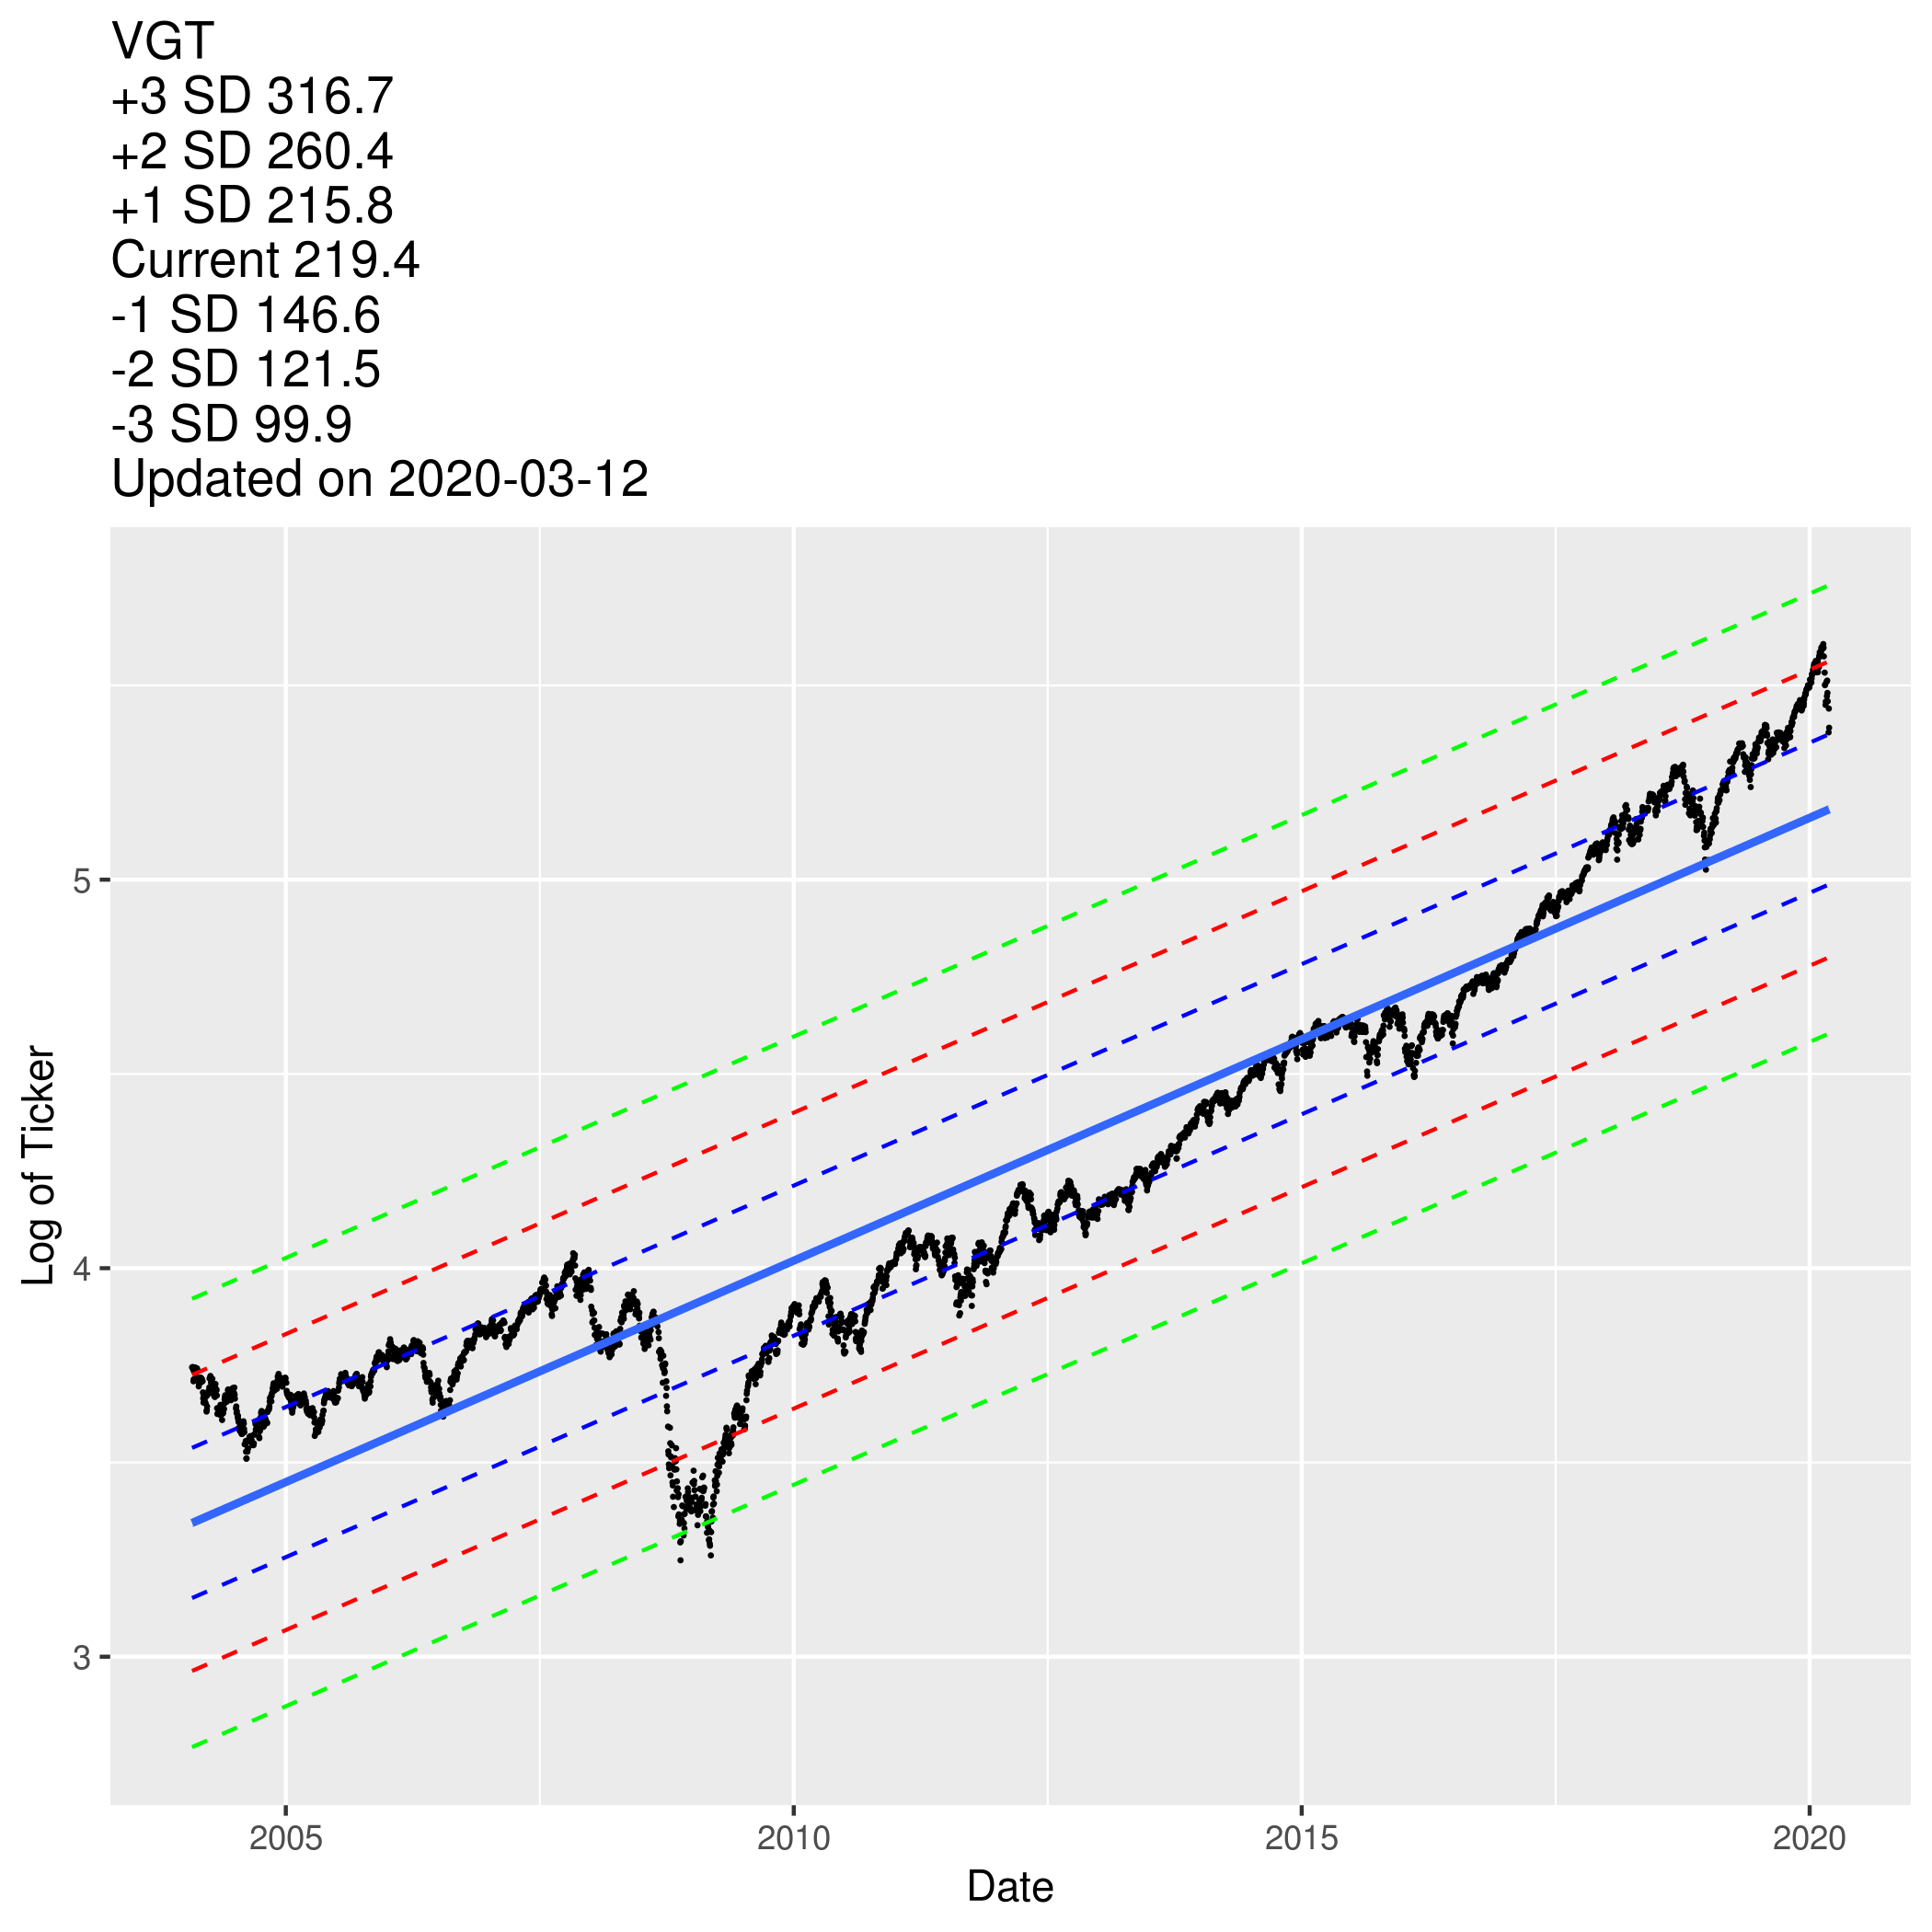 VGT
+3 SD 316.7
+2 SD 260.4
+1 SD 215.8
Current 219.4
-1 SD 146.6
-2 SD 121.5
-3 SD 99.9
Updated on 2020-03-12
Log of Ticker
5
4
3
2005 2010 2015 2020
Date